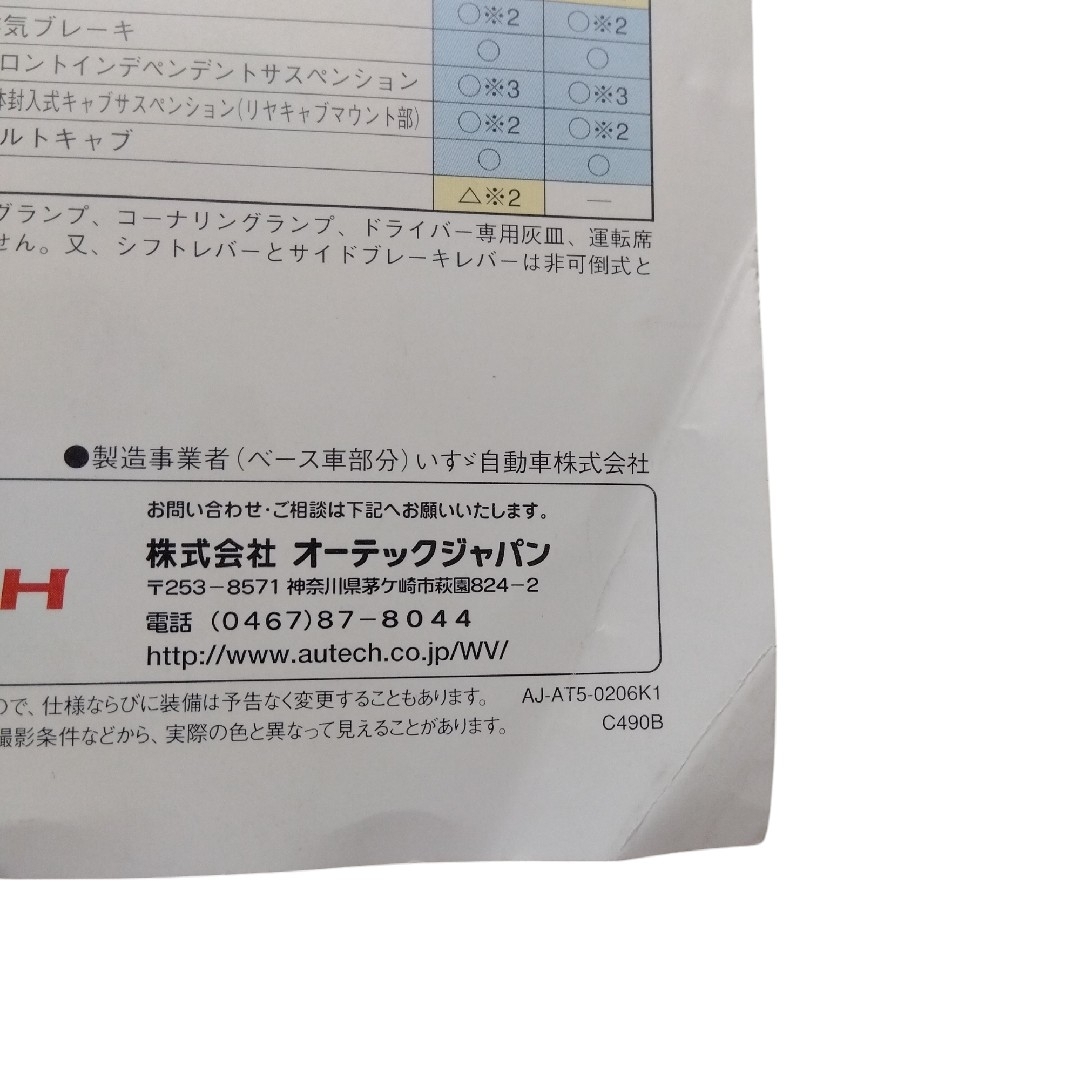 ○※2 ○※2
気ブレーキ ○ ○
ロントインデペンデントサスペンション ○※3 ○※3
体封入式キャブサスペンション(リヤキャブマウント部) ○※2 ○※2
ルトキャブ ○ ○
△※2 —
グランプ、コーナリングランプ、ドライバー専用灰皿、運転席
せん。又、シフトレバーとサイドブレーキレバーは非可倒式と
●製造事業者(ベース車部分)いすゞ自動車株式会社
お問い合わせ・ご相談は下記へお願いいたします。
株式会社 オーテックジャパン
H
〒253-8571 神奈川県茅ケ崎市萩園824-2
電話 (0467)87-8044
http://www.autech.co.jp/WV/
ので、仕様ならびに装備は予告なく変更することもあります。 AJ-AT5-0206K1
撮影条件などから、実際の色と異なって見えることがあります。 C490B